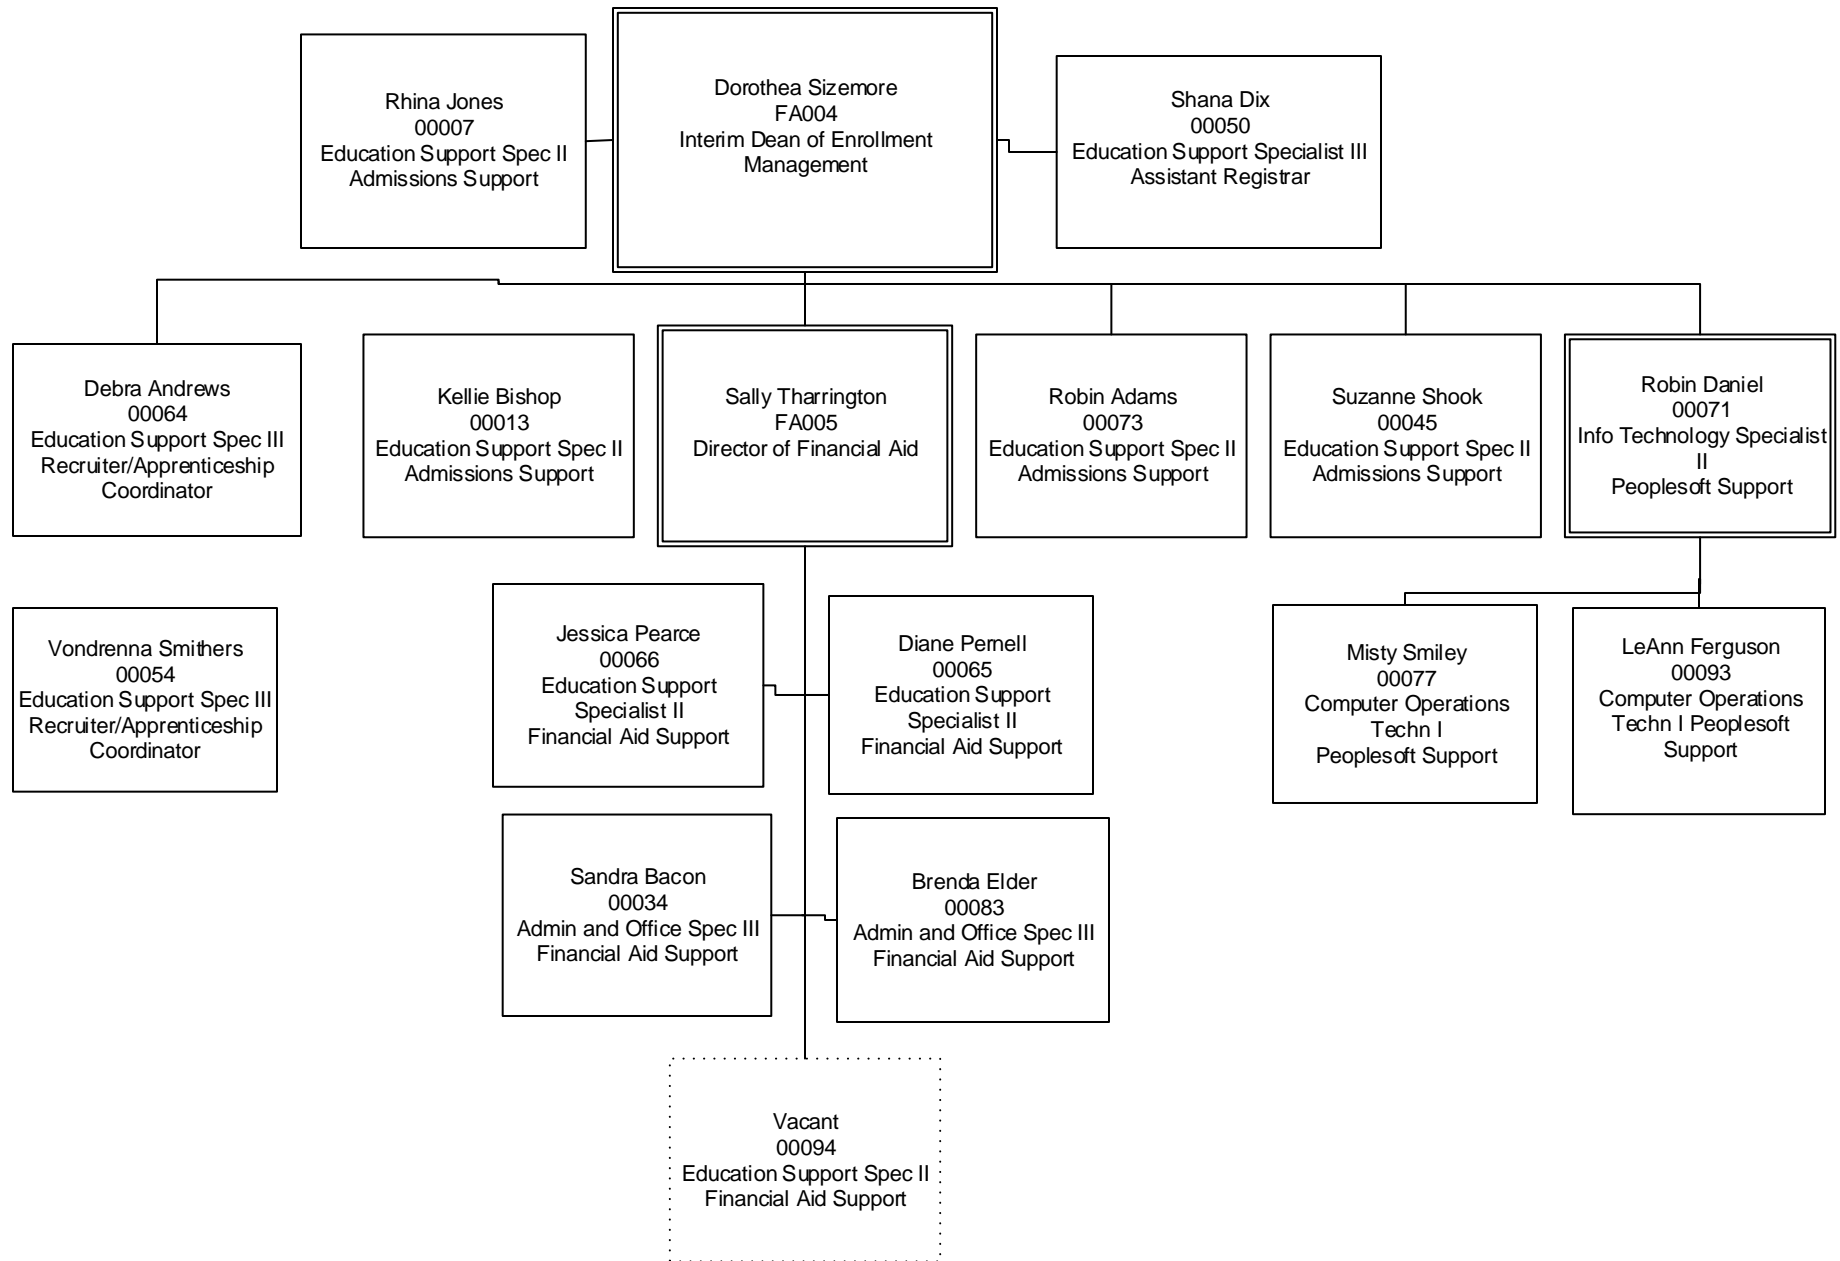 Rhina Jones
00007
Education Support Spec II
Admissions Support
Dorothea Sizemore
FA004
Interim Dean of Enrollment
Management
Shana Dix
00050
Education Support Specialist III
Assistant Registrar
Debra Andrews
00064
Education Support Spec III
Recruiter/Apprenticeship
Coordinator
Kellie Bishop
00013
Education Support Spec II
Admissions Support
Sally Tharrington
FA005
Director of Financial Aid
Robin Adams
00073
Education Support Spec II
Admissions Support
Suzanne Shook
00045
Education Support Spec II
Admissions Support
Robin Daniel
00071
Info Technology Specialist
II
Peoplesoft Support
Vondrenna Smithers
00054
Education Support Spec III
Recruiter/Apprenticeship
Coordinator
Jessica Pearce
00066
Education Support
Specialist II
Financial Aid Support
Diane Pernell
00065
Education Support
Specialist II
Financial Aid Support
Misty Smiley
00077
Computer Operations
Techn I
Peoplesoft Support
LeAnn Ferguson
00093
Computer Operations
Techn I Peoplesoft
Support
Sandra Bacon
00034
Admin and Office Spec III
Financial Aid Support
Brenda Elder
00083
Admin and Office Spec III
Financial Aid Support
Vacant
00094
Education Support Spec II
Financial Aid Support